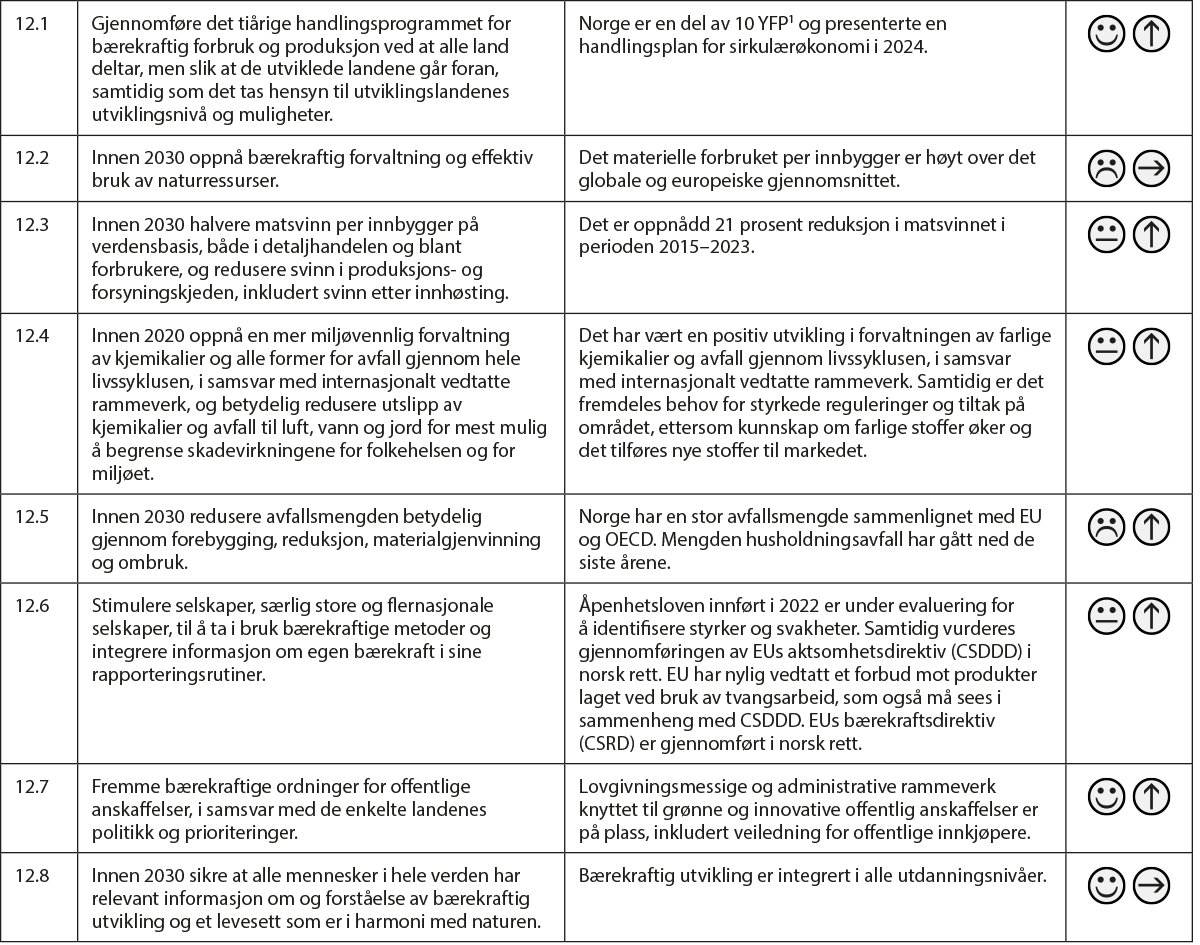 12.1
Gjennomføre det tiårige handlingsprogrammet for
bærekraftig forbruk og produksjon ved at alle land
deltar, men slik at de utviklede landene går foran,
samtidig som det tas hensyn til utviklingslandenes
utviklingsnivå og muligheter.
Norge er en del av 10 YFP¹ og presenterte en
handlingsplan for sirkulærøkonomi i 2024.
12.2
Innen 2030 oppnå bærekraftig forvaltning og effektiv
bruk av naturressurser.
Det materielle forbruket per innbygger er høyt over det
globale og europeiske gjennomsnittet.
12.3
Innen 2030 halvere matsvinn per innbygger på
verdensbasis, både i detaljhandelen og blant
forbrukere, og redusere svinn i produksjons- og
forsyningskjeden, inkludert svinn etter innhøsting.
Det er oppnådd 21 prosent reduksjon i matsvinnet i
perioden 2015–2023.
12.4
Innen 2020 oppnå en mer miljøvennlig forvaltning
av kjemikalier og alle former for avfall gjennom hele
livssyklusen, i samsvar med internasjonalt vedtatte
rammeverk, og betydelig redusere utslipp av
kjemikalier og avfall til luft, vann og jord for mest mulig
å begrense skadevirkningene for folkehelsen og for
miljøet.
Det har vært en positiv utvikling i forvaltningen av farlige
kjemikalier og avfall gjennom livssyklusen, i samsvar
med internasjonalt vedtatte rammeverk. Samtidig er det
fremdeles behov for styrkede reguleringer og tiltak på
området, ettersom kunnskap om farlige stoffer øker og
det tilføres nye stoffer til markedet.
12.5
Innen 2030 redusere avfallsmengden betydelig
gjennom forebygging, reduksjon, materialgjenvinning
og ombruk.
Norge har en stor avfallsmengde sammenlignet med EU
og OECD. Mengden husholdningsavfall har gått ned de
siste årene.
12.6
Stimulere selskaper, særlig store og flernasjonale
selskaper, til å ta i bruk bærekraftige metoder og
integrere informasjon om egen bærekraft i sine
rapporteringsrutiner.
Åpenhetsloven innført i 2022 er under evaluering for
å identifisere styrker og svakheter. Samtidig vurderes
gjennomføringen av EUs aktsomhetsdirektiv (CSDDD) i
norsk rett. EU har nylig vedtatt et forbud mot produkter
laget ved bruk av tvangsarbeid, som også må sees i
sammenheng med CSDDD. EUs bærekraftsdirektiv
(CSRD) er gjennomført i norsk rett.
12.7
Fremme bærekraftige ordninger for offentlige
anskaffelser, i samsvar med de enkelte landenes
politikk og prioriteringer.
Lovgivningsmessige og administrative rammeverk
knyttet til grønne og innovative offentlig anskaffelser er
på plass, inkludert veiledning for offentlige innkjøpere.
12.8
Innen 2030 sikre at alle mennesker i hele verden har
relevant informasjon om og forståelse av bærekraftig
utvikling og et levesett som er i harmoni med naturen.
Bærekraftig utvikling er integrert i alle utdanningsnivåer.